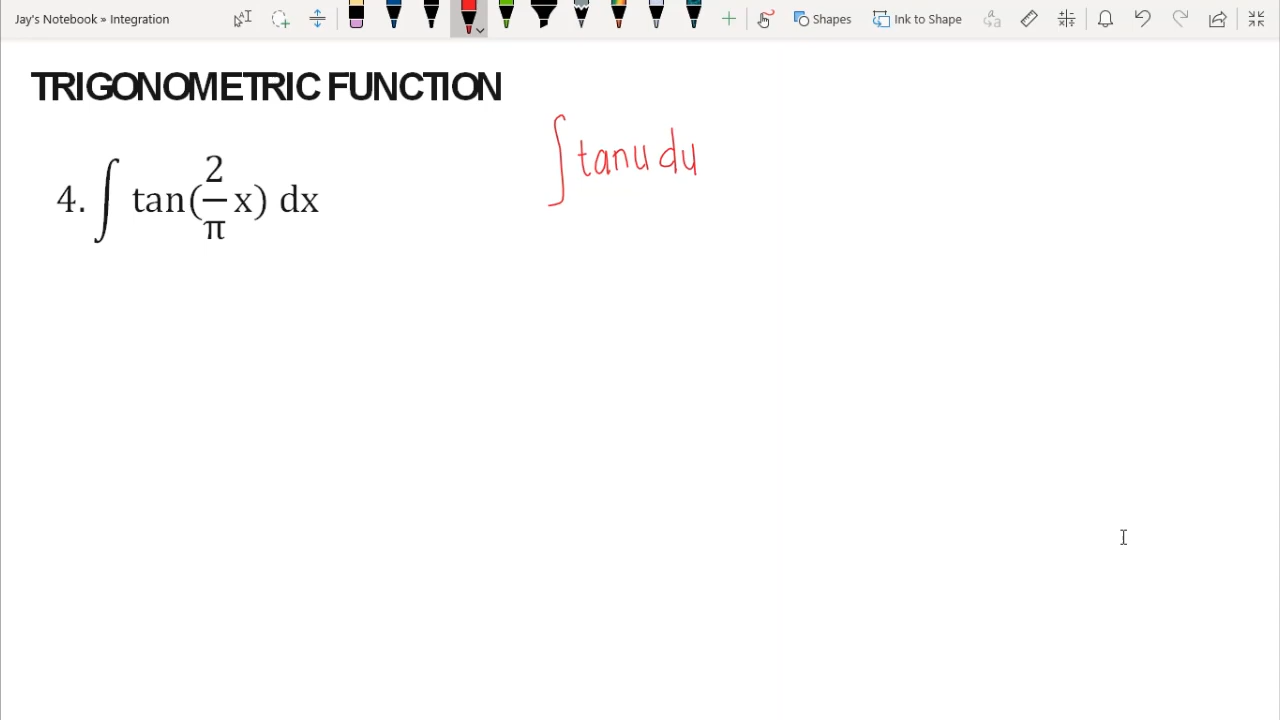 Jay's Notebook » Integration
Shapes
Ink to Shape
TRIGONOMETRIC FUNCTION
∫tanu du
4. ∫ tan(2/π x) dx